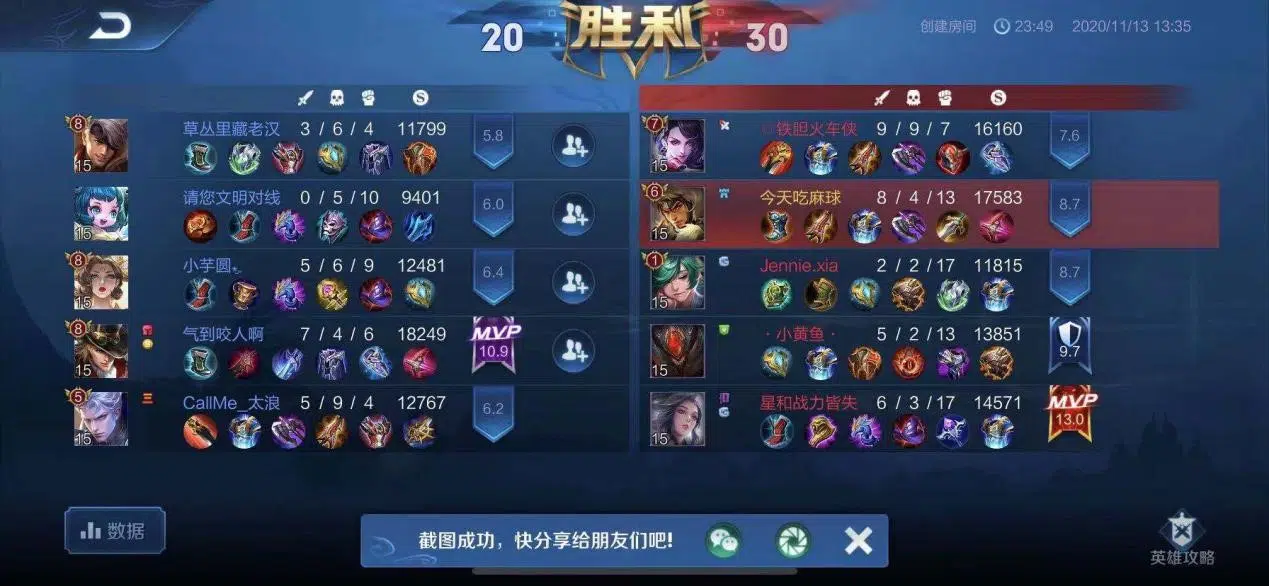 20 胜利 30
创建房间 23:49 2020/11/13 13:35
S
S
8 15 草丛里藏老汉 3 / 6 / 4 11799 5.8
15 请您文明对线 0 / 5 / 10 9401 6.0
8 15 小芋圆 5 / 6 / 9 12481 6.4
8 15 气到咬人啊 7 / 4 / 6 18249 MVP 10.9
5 15 三 CallMe_太浪 5 / 9 / 4 12767 6.2
7 15 铁胆火车侠 9 / 9 / 7 16160 7.6
6 15 今天吃麻球 8 / 4 / 13 17583 8.7
1 15 Jennie.xia 2 / 2 / 17 11815 8.7
15 ·小黄鱼· 5 / 2 / 13 13851 9.7
15 星和战力皆失 6 / 3 / 17 14571 MVP 13.0
数据
截图成功，快分享给朋友们吧!
英雄攻略